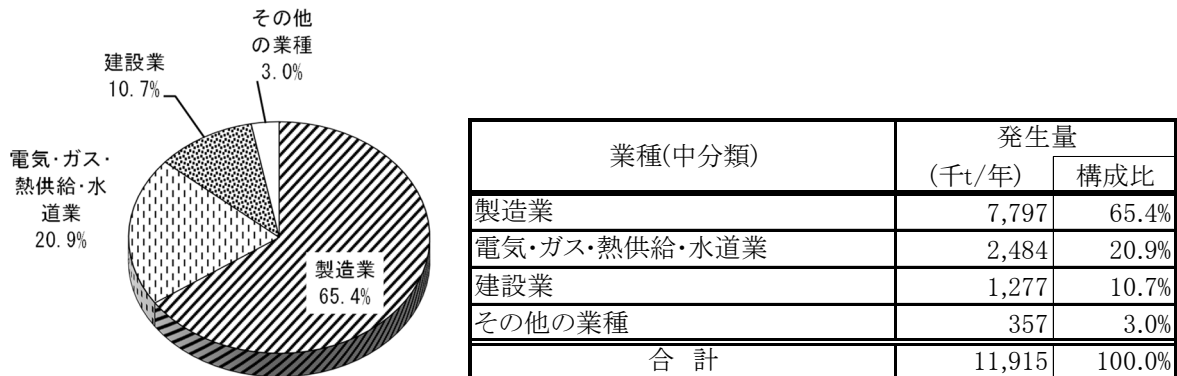 その他
の業種
3.0%
建設業
10.7%
電気・ガス・
熱供給・水
道業
20.9%
製造業
65.4%
業種(中分類) 発生量
(千t/年) 構成比
製造業 7,797 65.4%
電気・ガス・熱供給・水道業 2,484 20.9%
建設業 1,277 10.7%
その他の業種 357 3.0%
合 計 11,915 100.0%